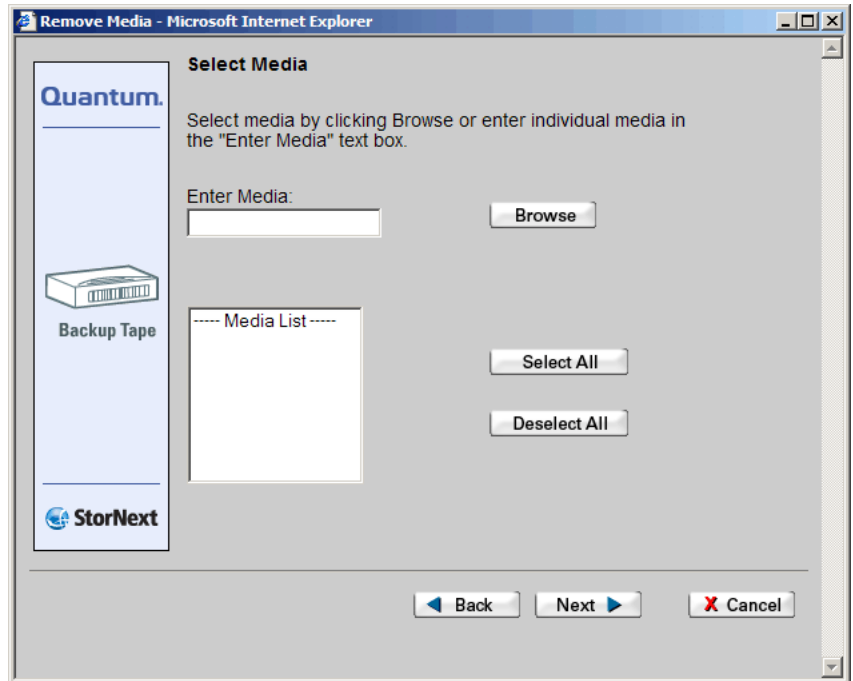 Remove Media - Microsoft Internet Explorer
Select Media
Quantum.
Select media by clicking Browse or enter individual media in
the "Enter Media" text box.
Enter Media:
Browse
Backup Tape
----- Media List -----
Select All
Deselect All
StorNext
Back
Next
X Cancel